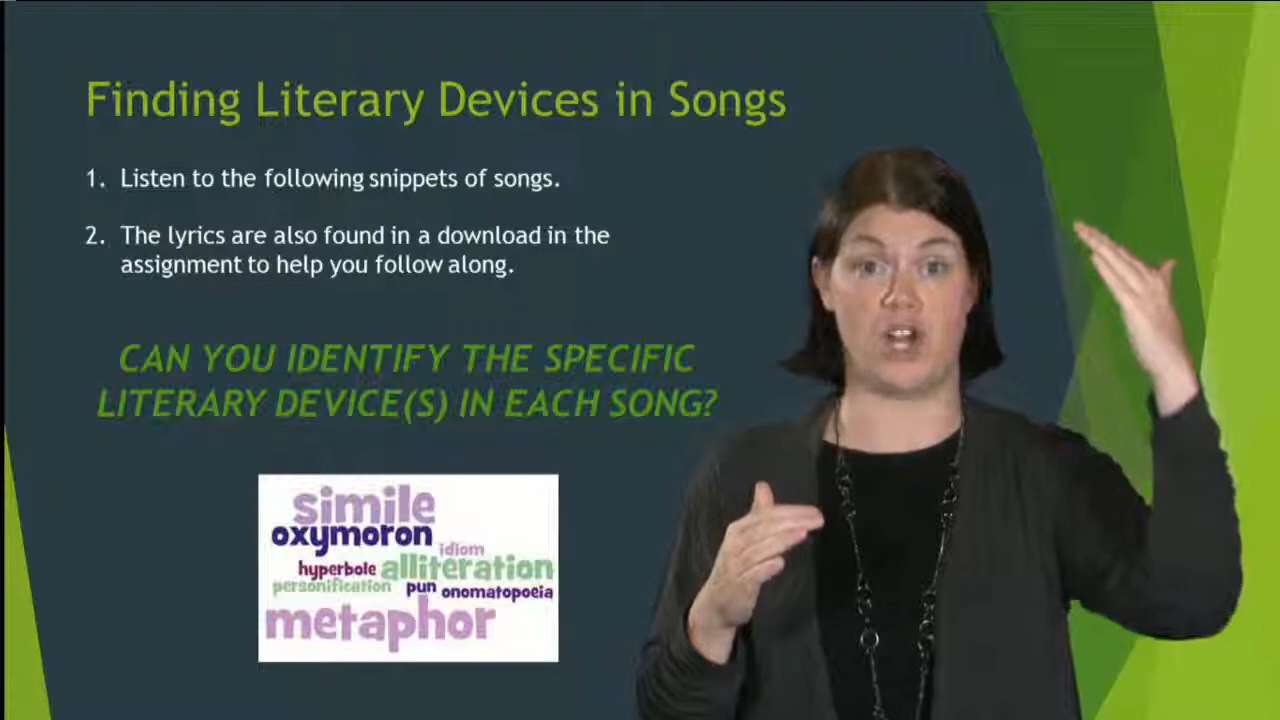 Finding Literary Devices in Songs
1. Listen to the following snippets of songs.
2. The lyrics are also found in a download in the
assignment to help you follow along.
CAN YOU IDENTIFY THE SPECIFIC
LITERARY DEVICE(S) IN EACH SONG?
simile
oxymoron
idiom
hyperbole alliteration
personification pun onomatopoeia
metaphor